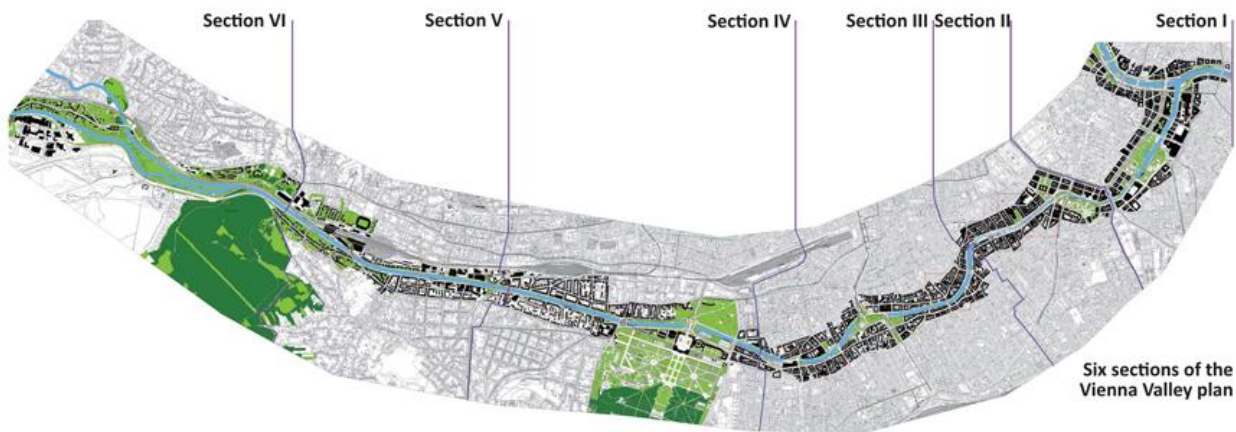 Section VI
Section V
Section IV
Section III
Section II
Section I
Six sections of the
Vienna Valley plan